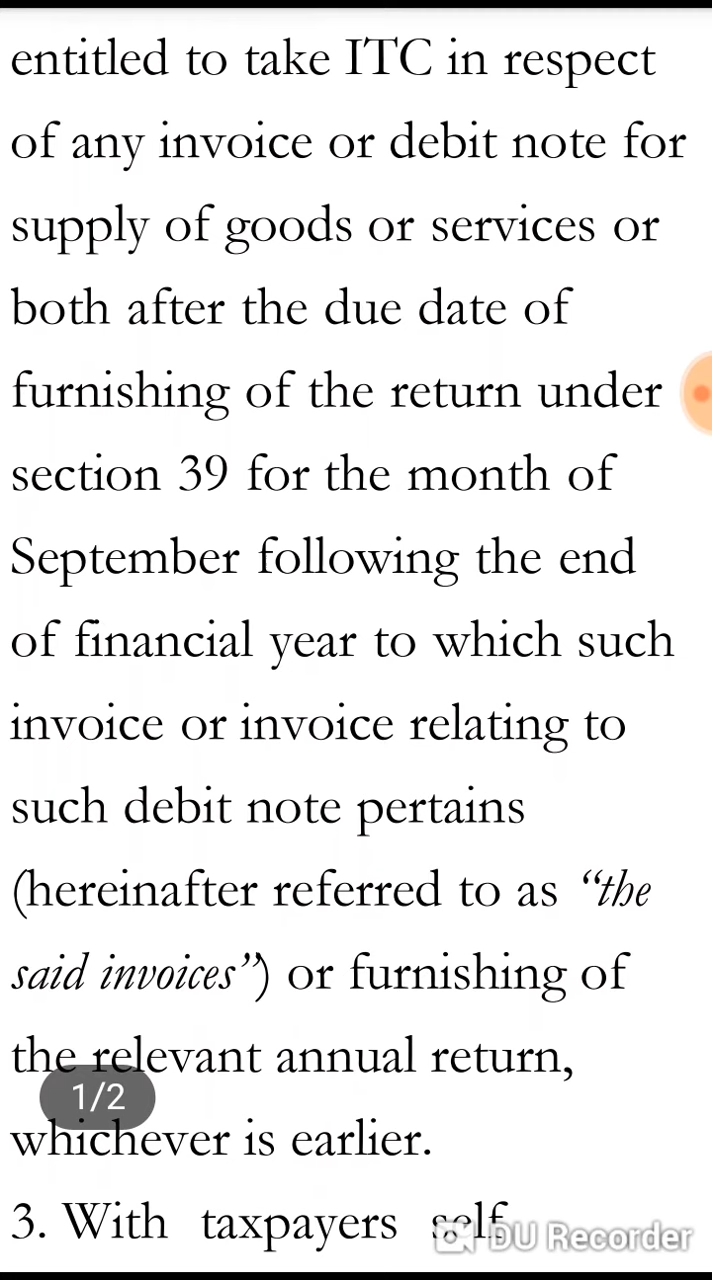 entitled to take ITC in respect
of any invoice or debit note for
supply of goods or services or
both after the due date of
furnishing of the return under
section 39 for the month of
September following the end
of financial year to which such
invoice or invoice relating to
such debit note pertains
(hereinafter referred to as “the
said invoices”) or furnishing of
the relevant annual return,
1/2
whichever is earlier.
3. With taxpayers self
DU Recorder